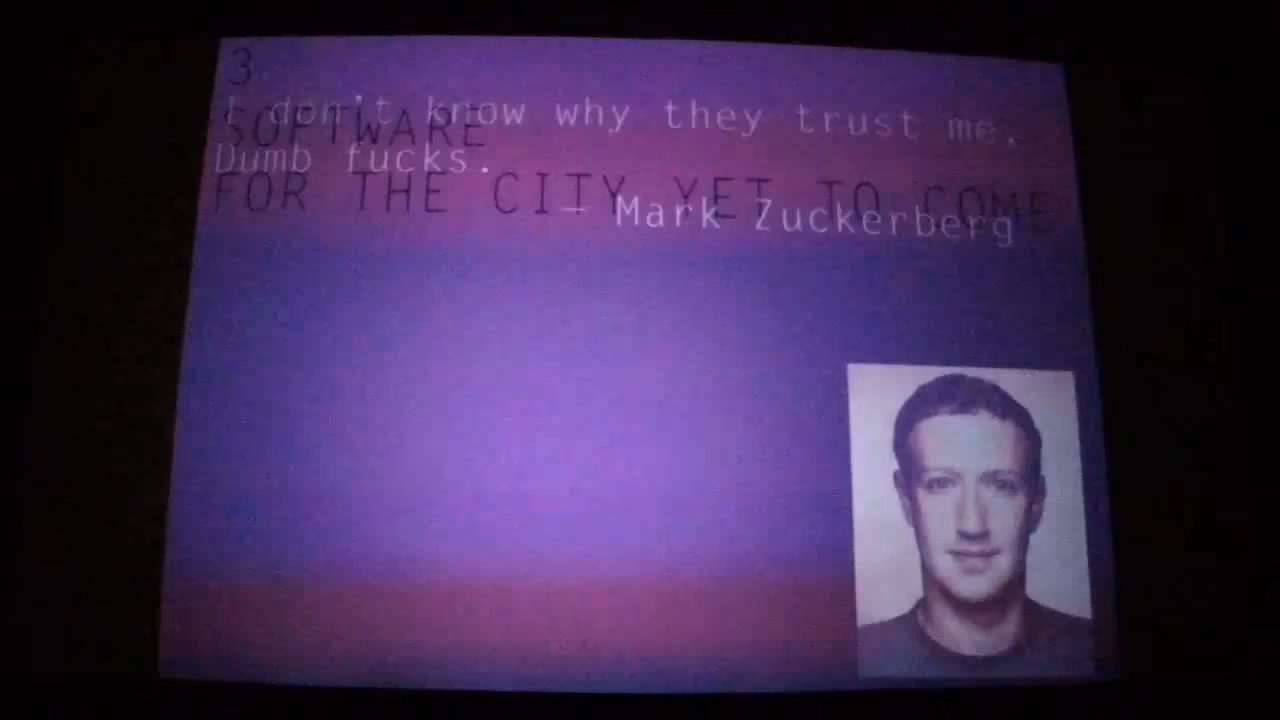 3
I don't know why they trust me.
SOFTWARE
Dumb fucks.
FOR THE CITY YET TO COME
— Mark Zuckerberg